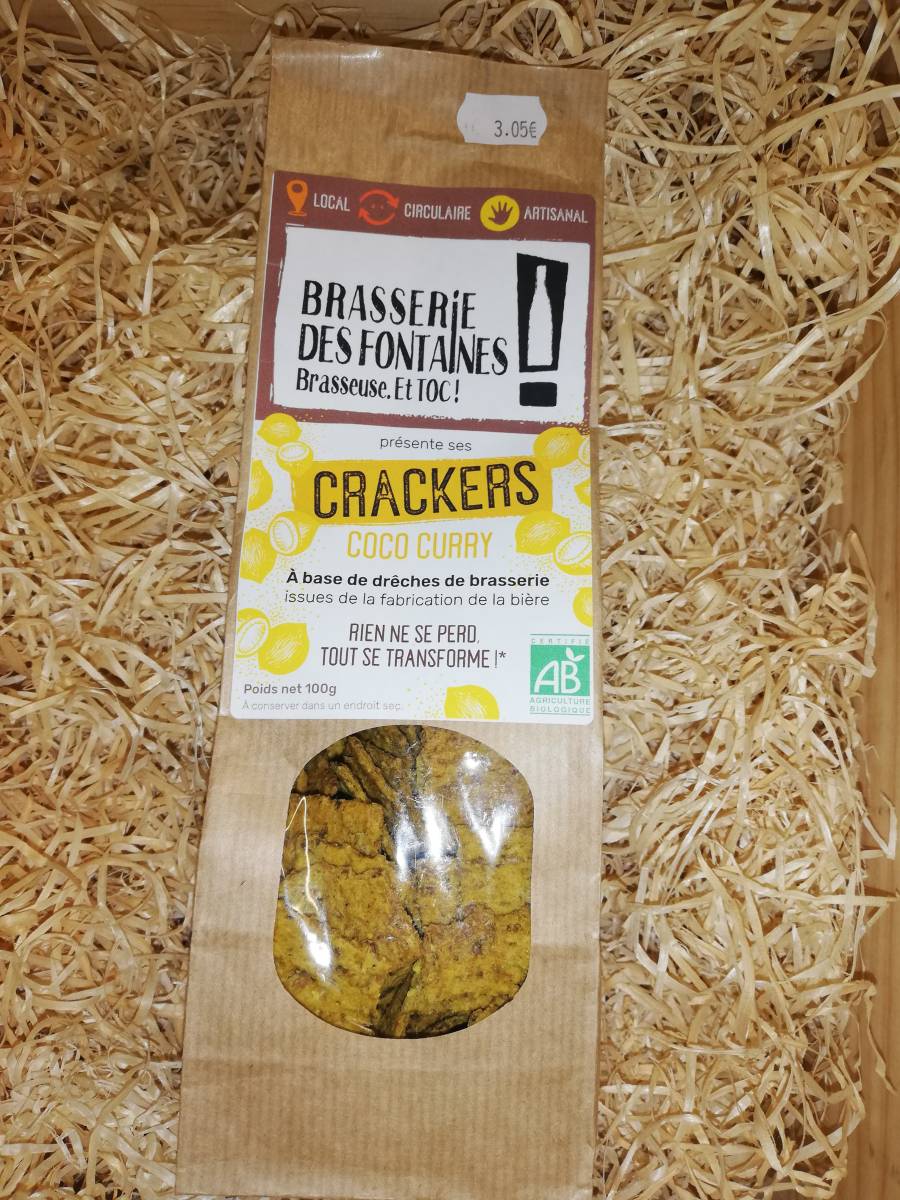 3.05€
LOCAL CIRCULAIRE ARTISANAL
BRASSERIE
DES FONTAINES
Brasseuse. Et TOC !
présente ses
CRACKERS
COCO CURRY
À base de drêches de brasserie
issues de la fabrication de la bière
RIEN NE SE PERD,
TOUT SE TRANSFORME !*
Poids net 100g
À conserver dans un endroit sec.
CERTIFIÉ
AB
AGRICULTURE
BIOLOGIQUE